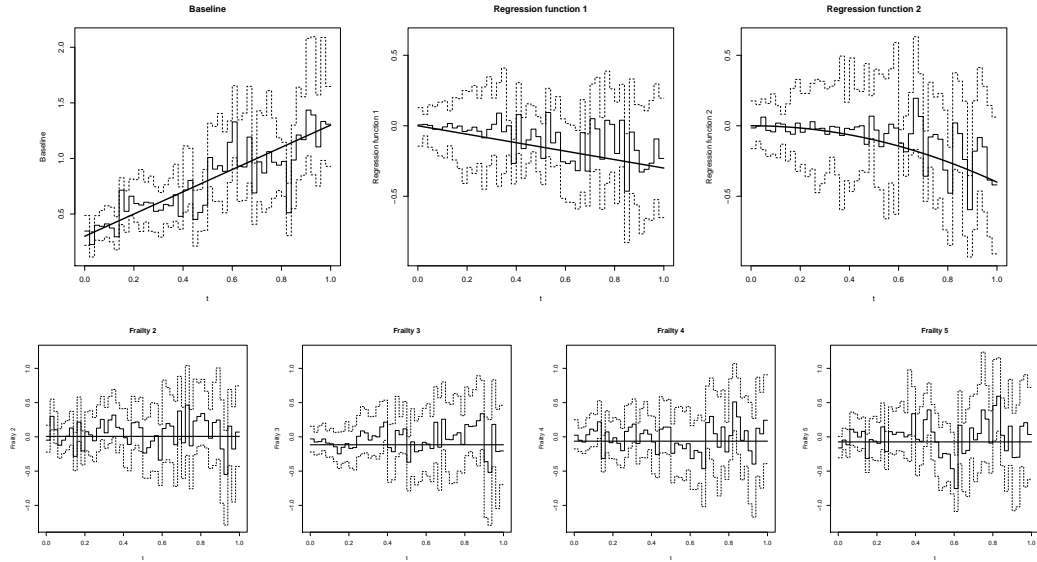 Baseline
Regression function 1
Regression function 2
Baseline
0.5
1.0
1.5
2.0
0.0 0.2 0.4 0.6 0.8 1.0
t
Regression function 1
−0.5
0.0
0.5
0.0 0.2 0.4 0.6 0.8 1.0
t
Regression function 2
−0.5
0.0
0.5
0.0 0.2 0.4 0.6 0.8 1.0
t
Frailty 2
Frailty 3
Frailty 4
Frailty 5
Frailty 2
−1.0
−0.5
0.0
0.5
1.0
0.0 0.2 0.4 0.6 0.8 1.0
t
Frailty 3
−1.0
−0.5
0.0
0.5
1.0
0.0 0.2 0.4 0.6 0.8 1.0
t
Frailty 4
−1.0
−0.5
0.0
0.5
1.0
0.0 0.2 0.4 0.6 0.8 1.0
t
Frailty 5
−1.0
−0.5
0.0
0.5
1.0
0.0 0.2 0.4 0.6 0.8 1.0
t